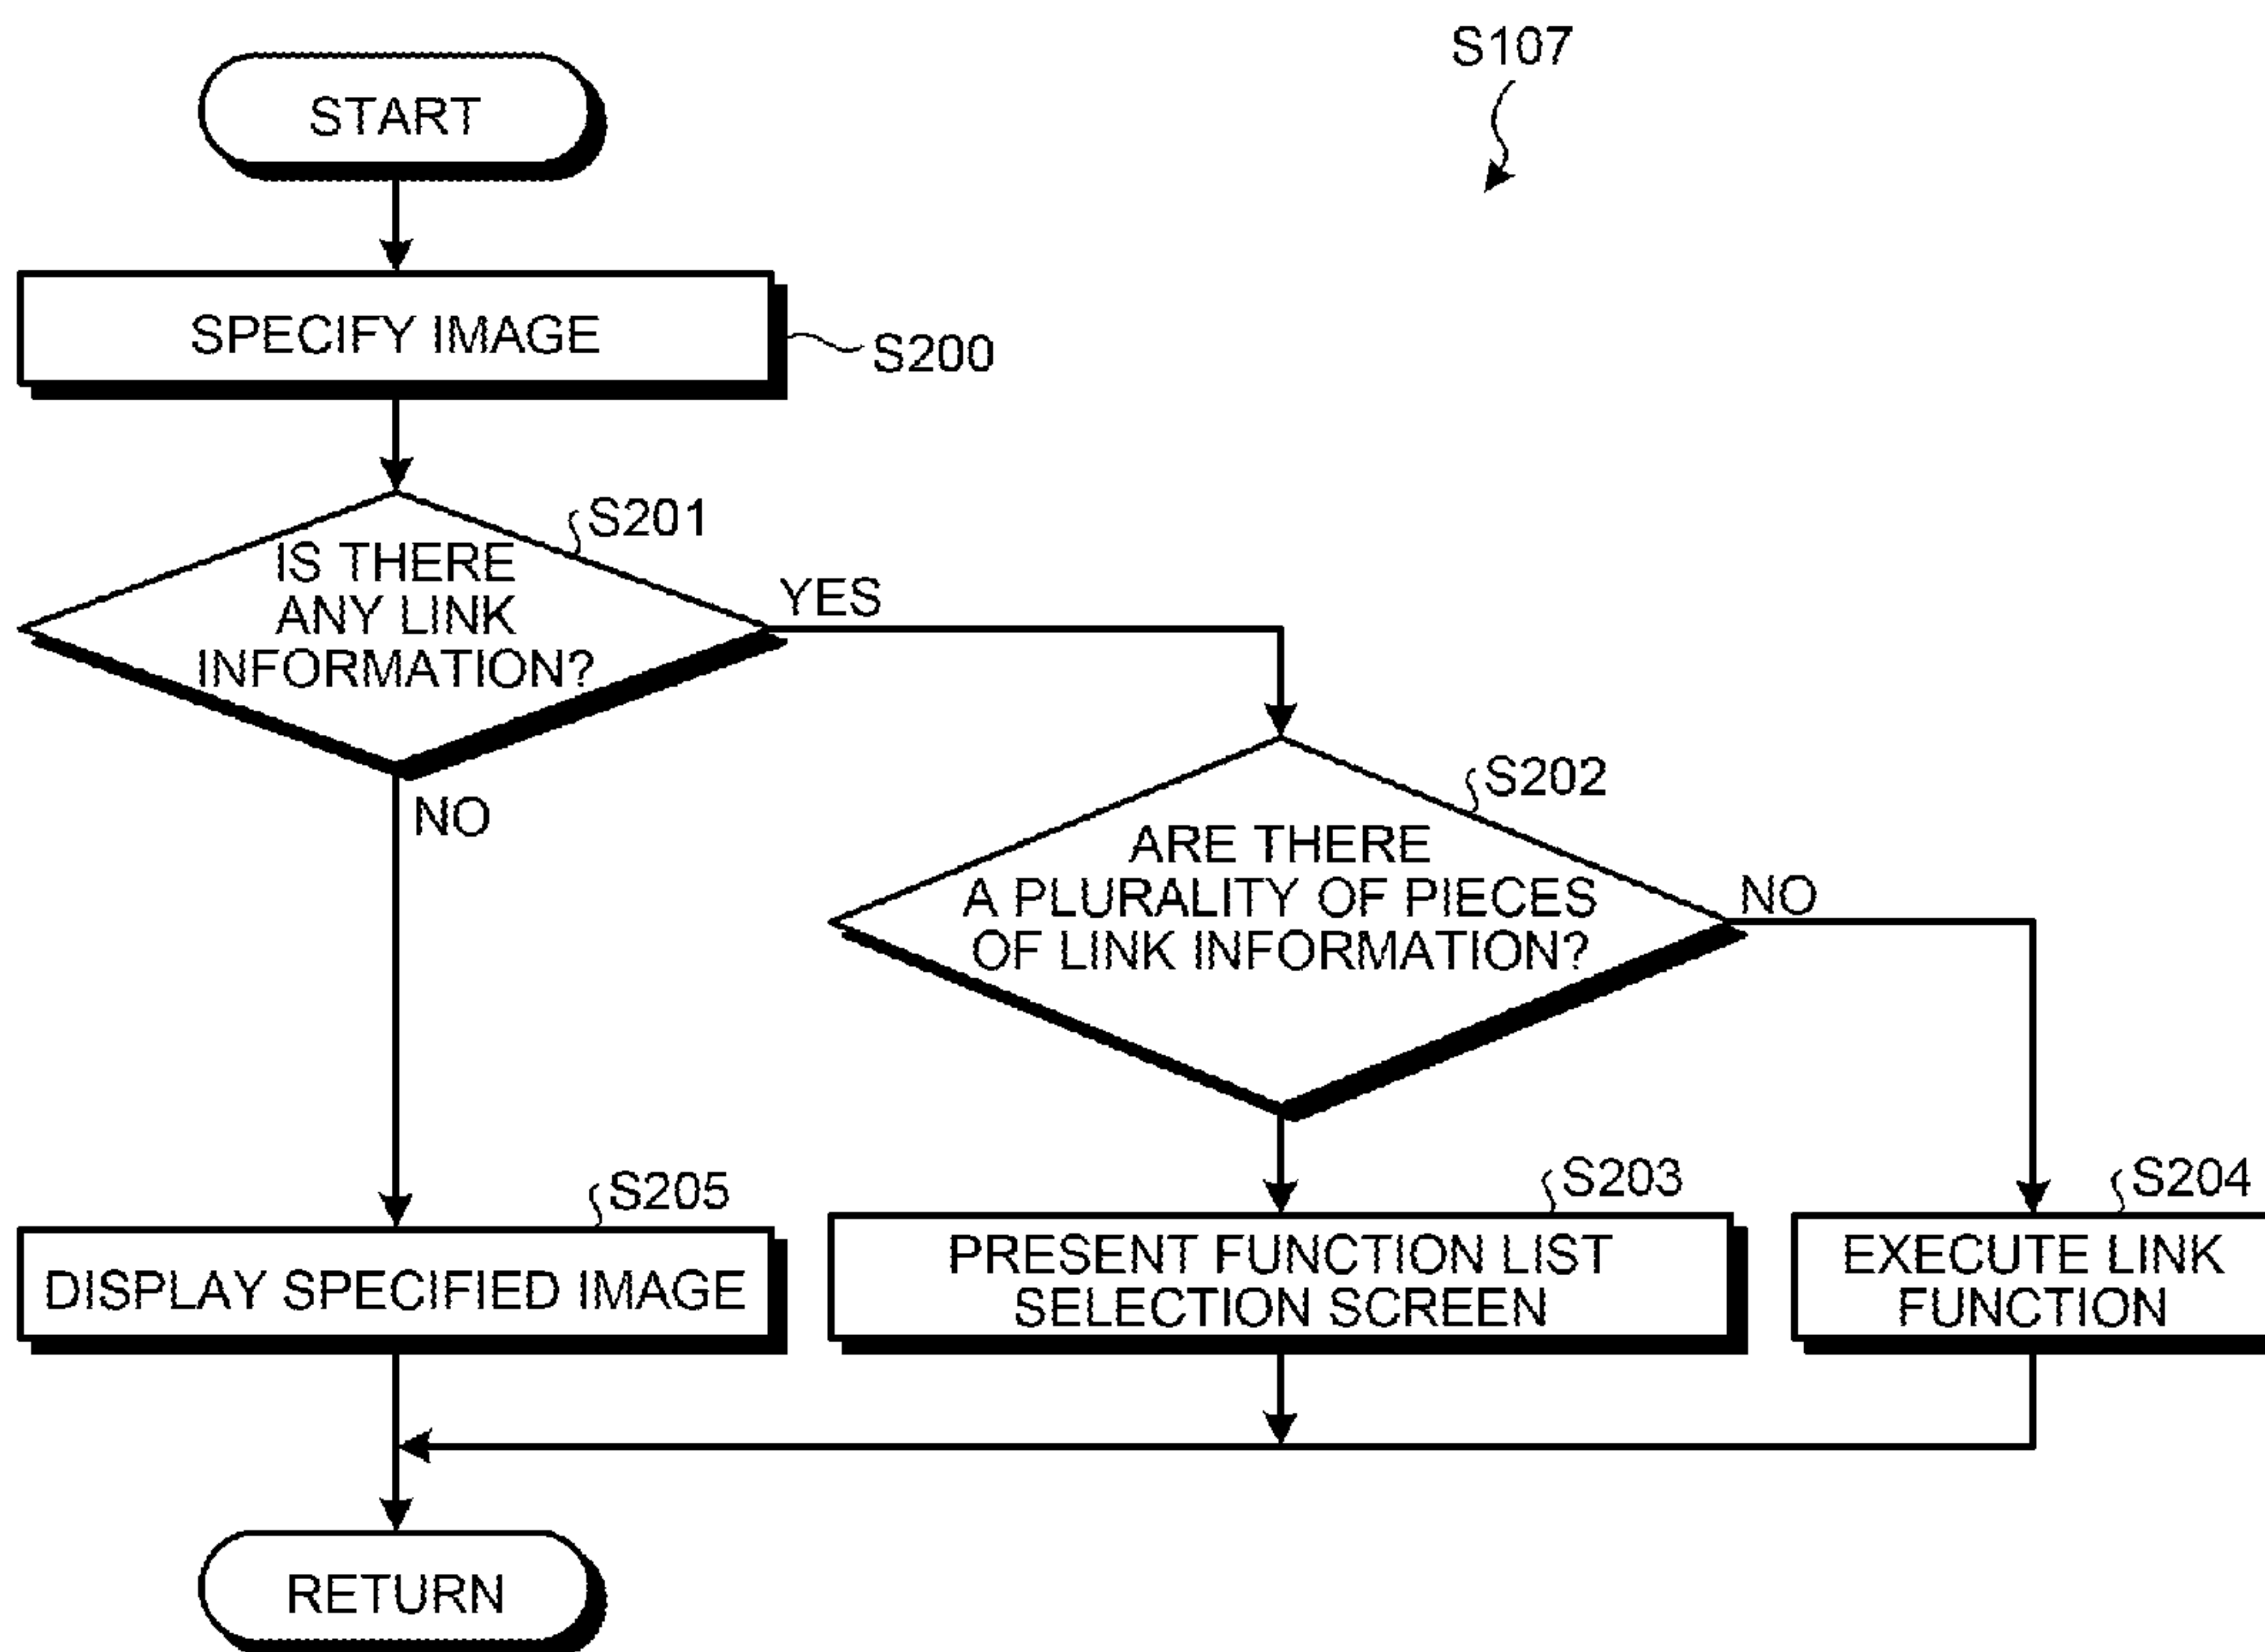 S107
START
SPECIFY IMAGE
S200
S201
IS THERE
ANY LINK
INFORMATION?
YES
NO
S202
ARE THERE
A PLURALITY OF PIECES
OF LINK INFORMATION?
NO
S205
DISPLAY SPECIFIED IMAGE
S203
PRESENT FUNCTION LIST
SELECTION SCREEN
S204
EXECUTE LINK
FUNCTION
RETURN